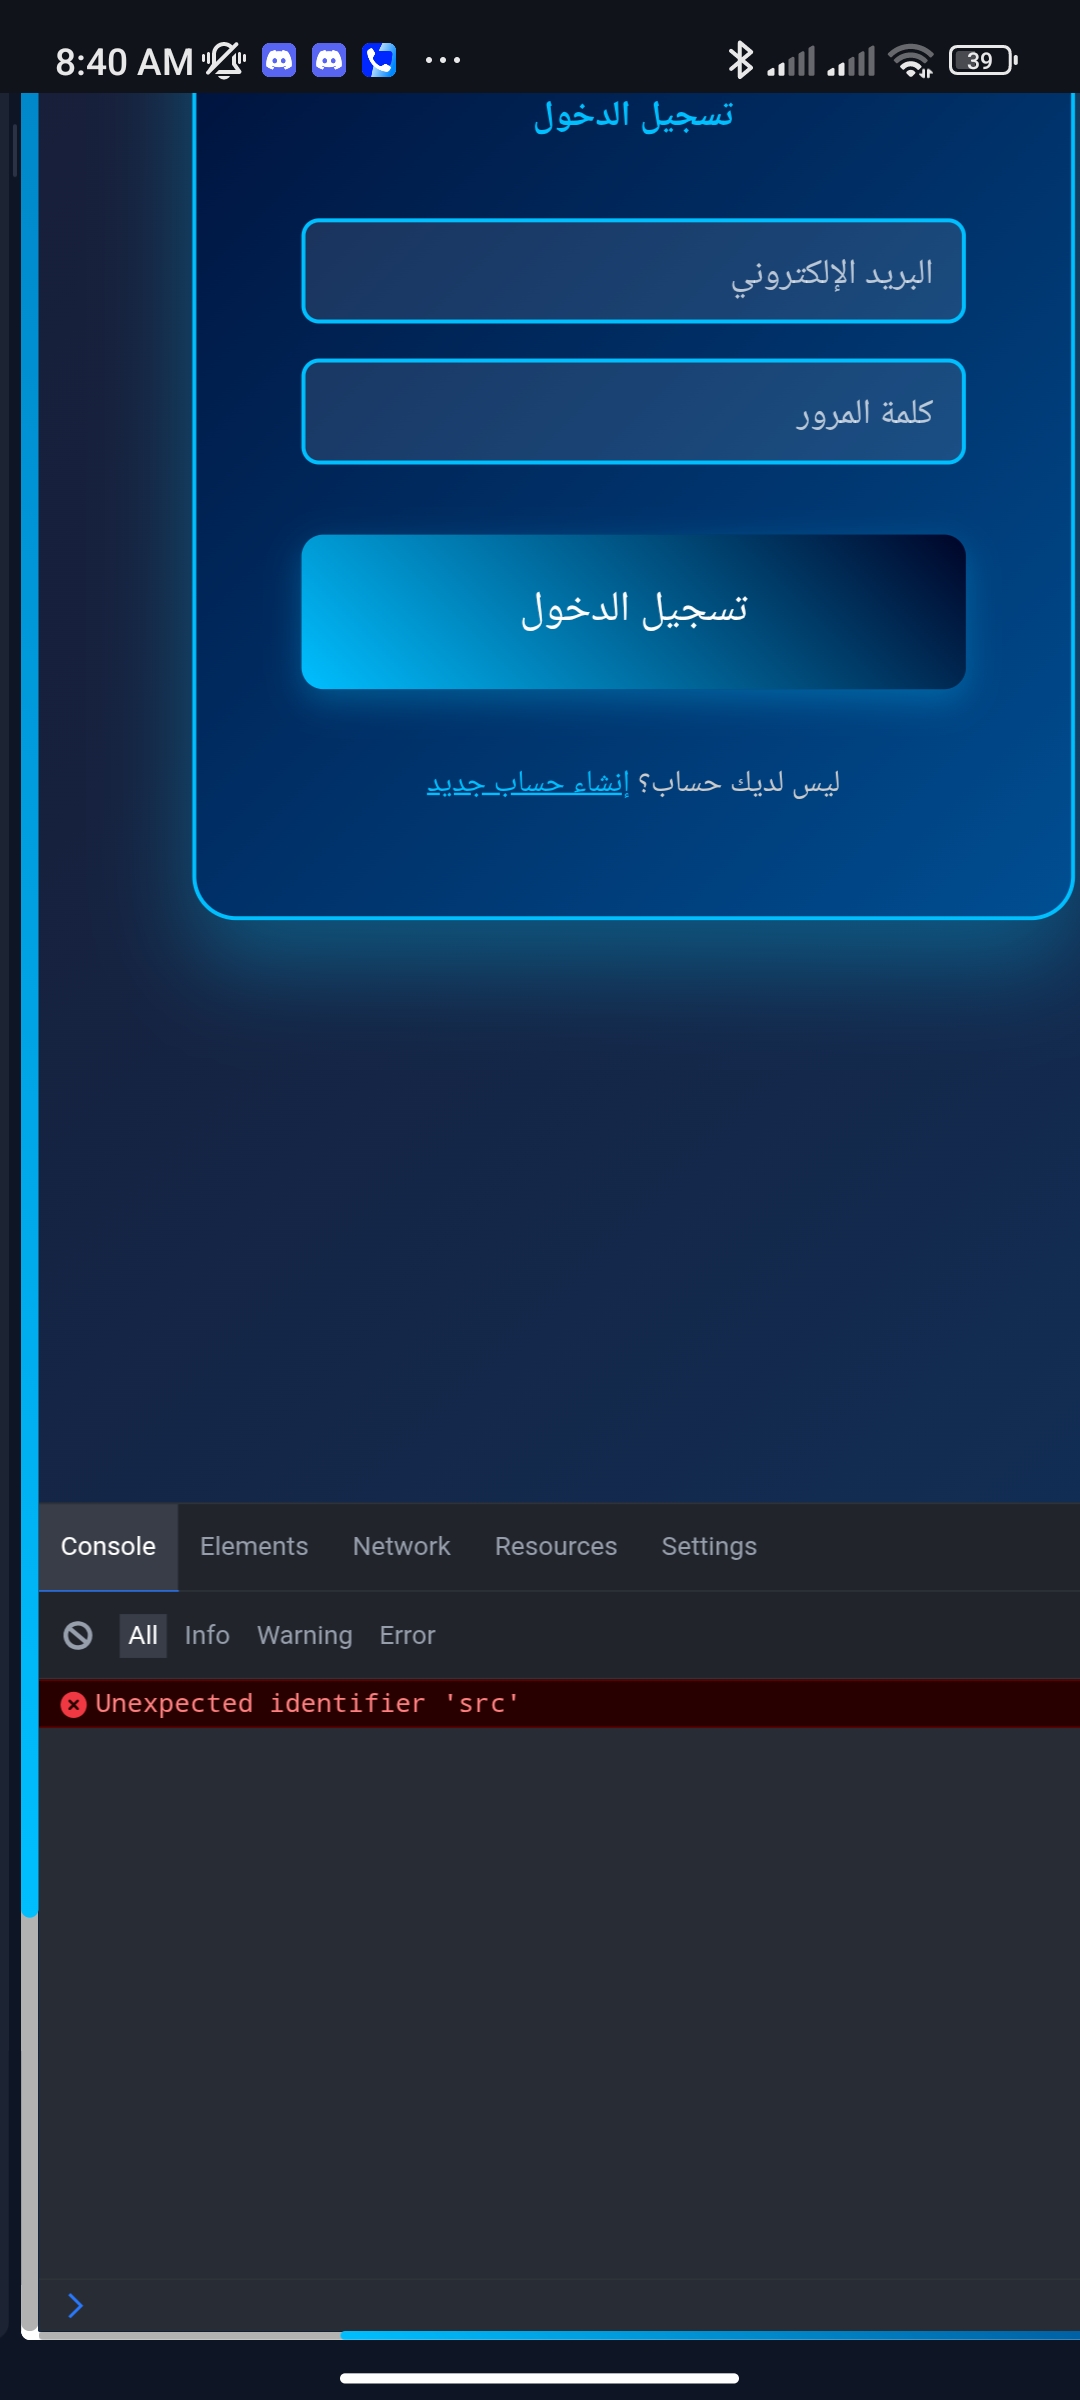 8:40 AM
39
تسجيل الدخول
البريد الإلكتروني
كلمة المرور
تسجيل الدخول
ليس لديك حساب؟ إنشاء حساب جديد
Console Elements Network Resources Settings
All Info Warning Error
Unexpected identifier 'src'